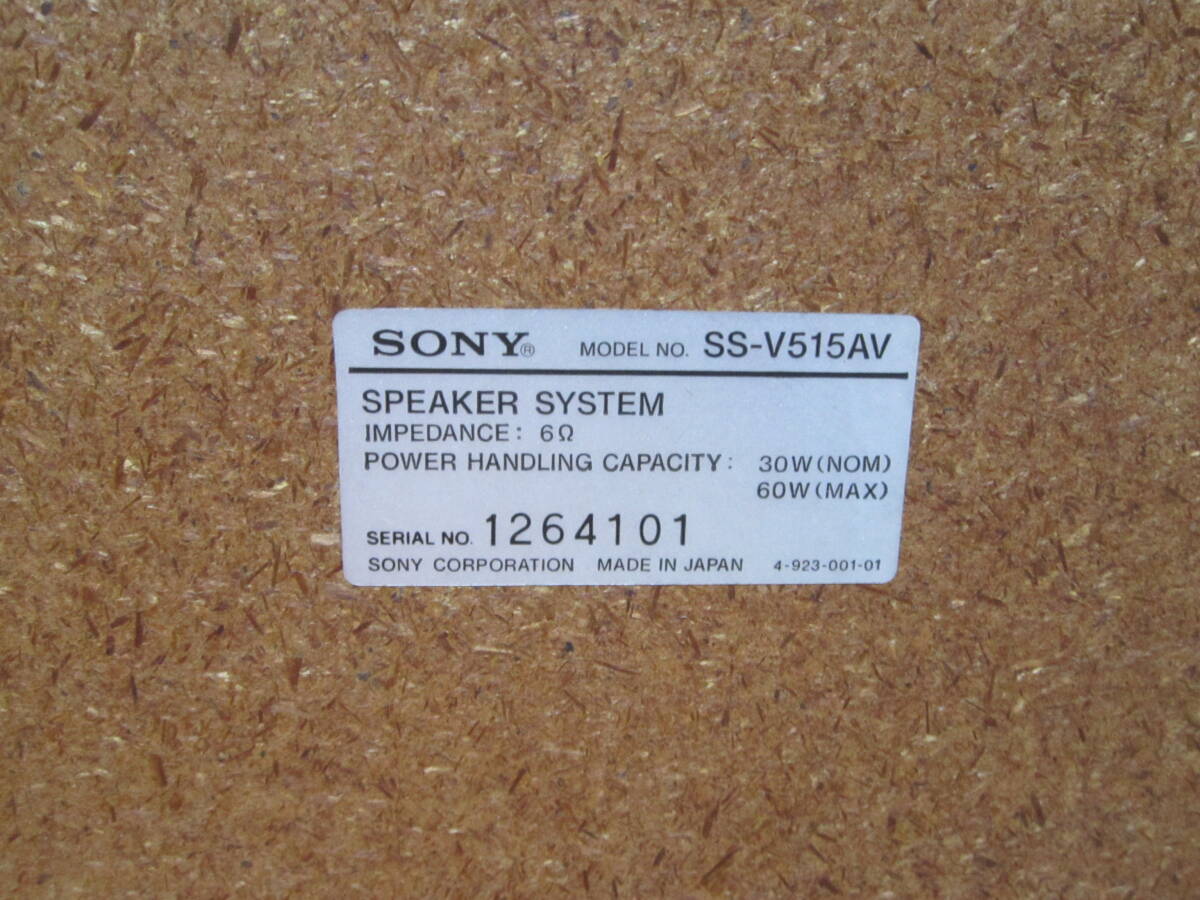 SONY® MODEL NO. SS-V515AV
SPEAKER SYSTEM
IMPEDANCE: 6Ω
POWER HANDLING CAPACITY: 30W(NOM)
60W(MAX)
SERIAL NO. 1264101
SONY CORPORATION MADE IN JAPAN 4-923-001-01